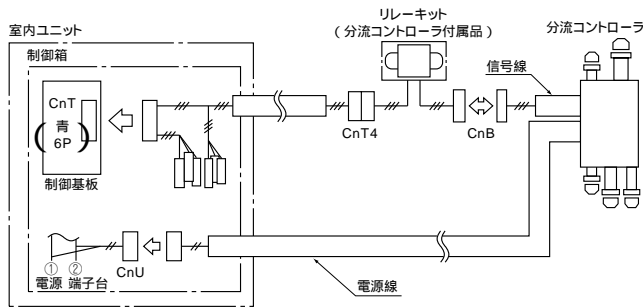 室内ユニット
制御箱
CnT
青
6P
制御基板
リレーキット
(分流コントローラ付属品)
分流コントローラ
信号線
CnT4
CnB
① ②
電源 端子台
CnU
電源線